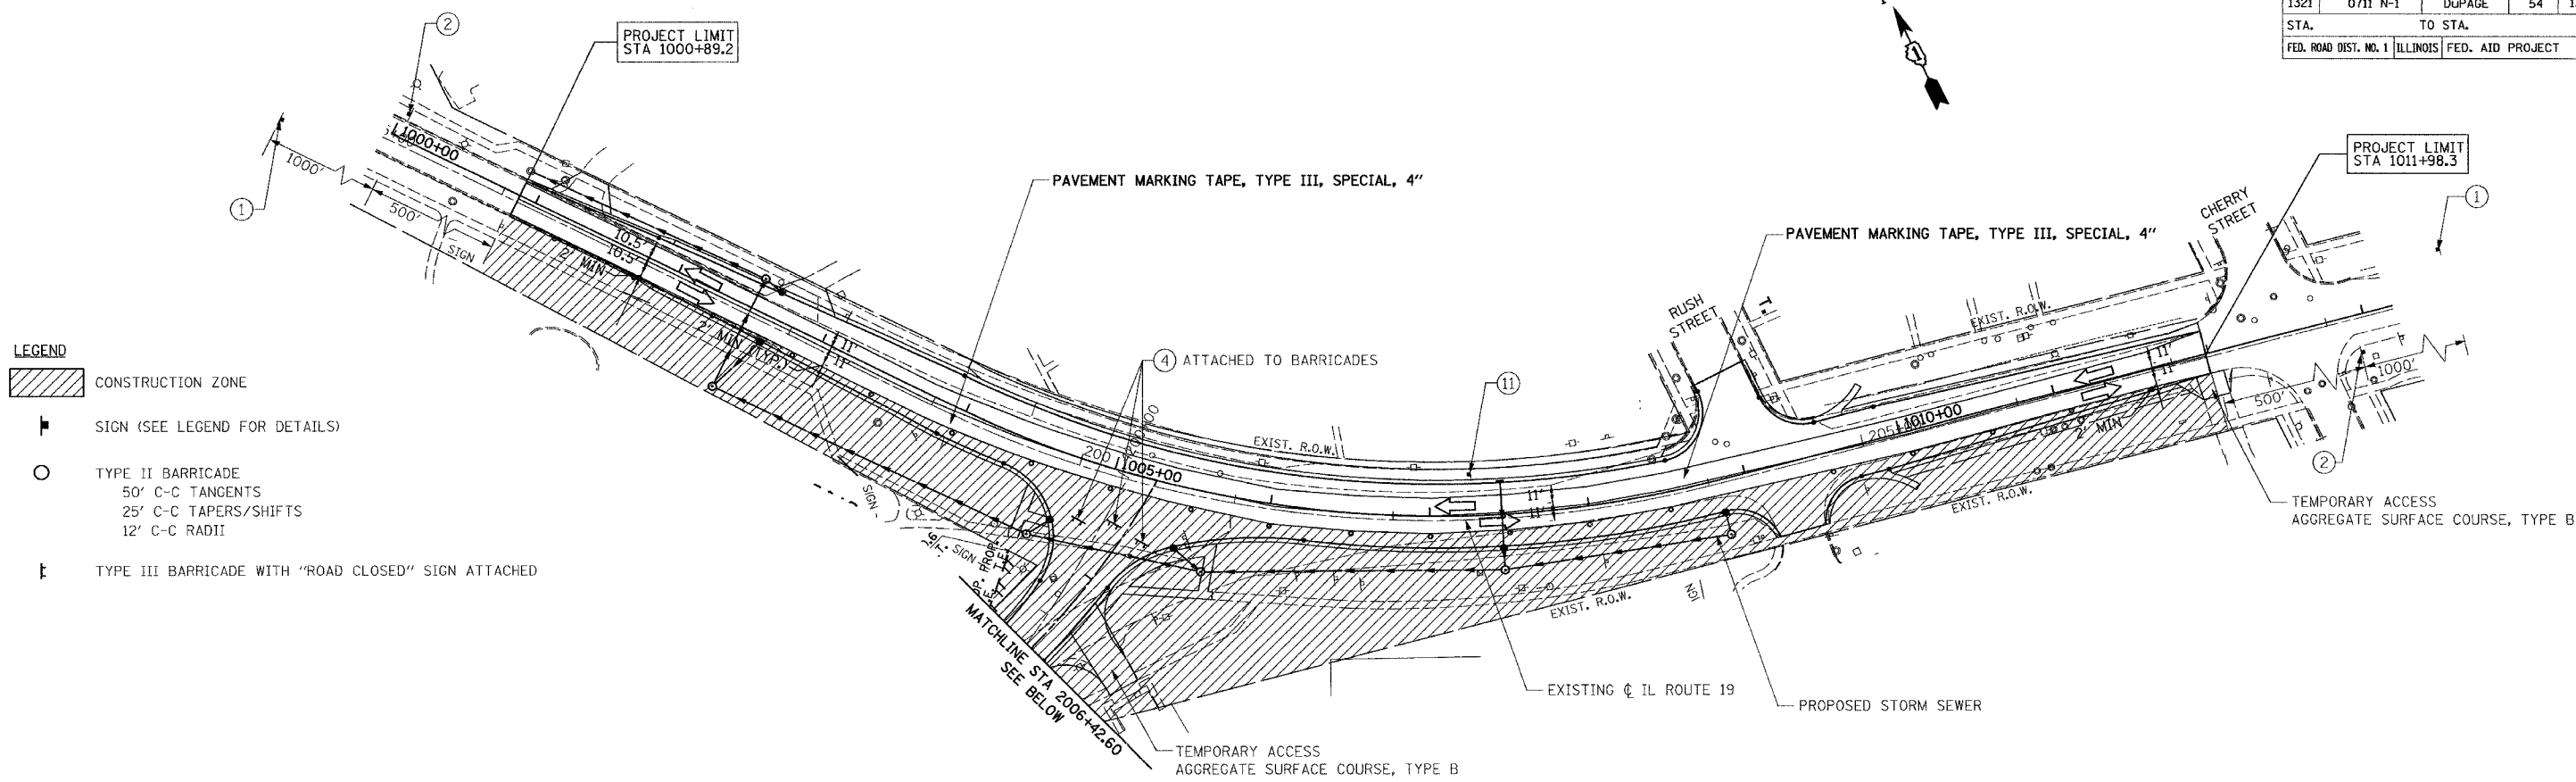 1321 0711 N-1 DUPAGE 54
STA. TO STA.
FED. ROAD DIST. NO. 1 ILLINOIS FED. AID PROJECT
2
PROJECT LIMIT
STA 1000+89.2
1000+00
1000'
1
500'
SIGN
10.5'
10.5'
2' MIN
2' MIN (TYP.)
11'
11'
PAVEMENT MARKING TAPE, TYPE III, SPECIAL, 4"
PROJECT LIMIT
STA 1011+98.3
CHERRY
STREET
1
PAVEMENT MARKING TAPE, TYPE III, SPECIAL, 4"
RUSH
STREET
T
EXIST. R.O.W.
11'
11'
1000'
500'
205
1010+00
2' MIN
2
LEGEND
CONSTRUCTION ZONE
SIGN (SEE LEGEND FOR DETAILS)
TYPE II BARRICADE
50' C-C TANGENTS
25' C-C TAPERS/SHIFTS
12' C-C RADII
TYPE III BARRICADE WITH "ROAD CLOSED" SIGN ATTACHED
4 ATTACHED TO BARRICADES
11
EXIST. R.O.W.
200
1005+00
11'
11'
SIGN
SIGN
EXIST. R.O.W.
EXIST. R.O.W.
TEMPORARY ACCESS
AGGREGATE SURFACE COURSE, TYPE B
MATCHLINE STA 2006+42.60
SEE BELOW
EXISTING ℄ IL ROUTE 19
PROPOSED STORM SEWER
TEMPORARY ACCESS
AGGREGATE SURFACE COURSE, TYPE B